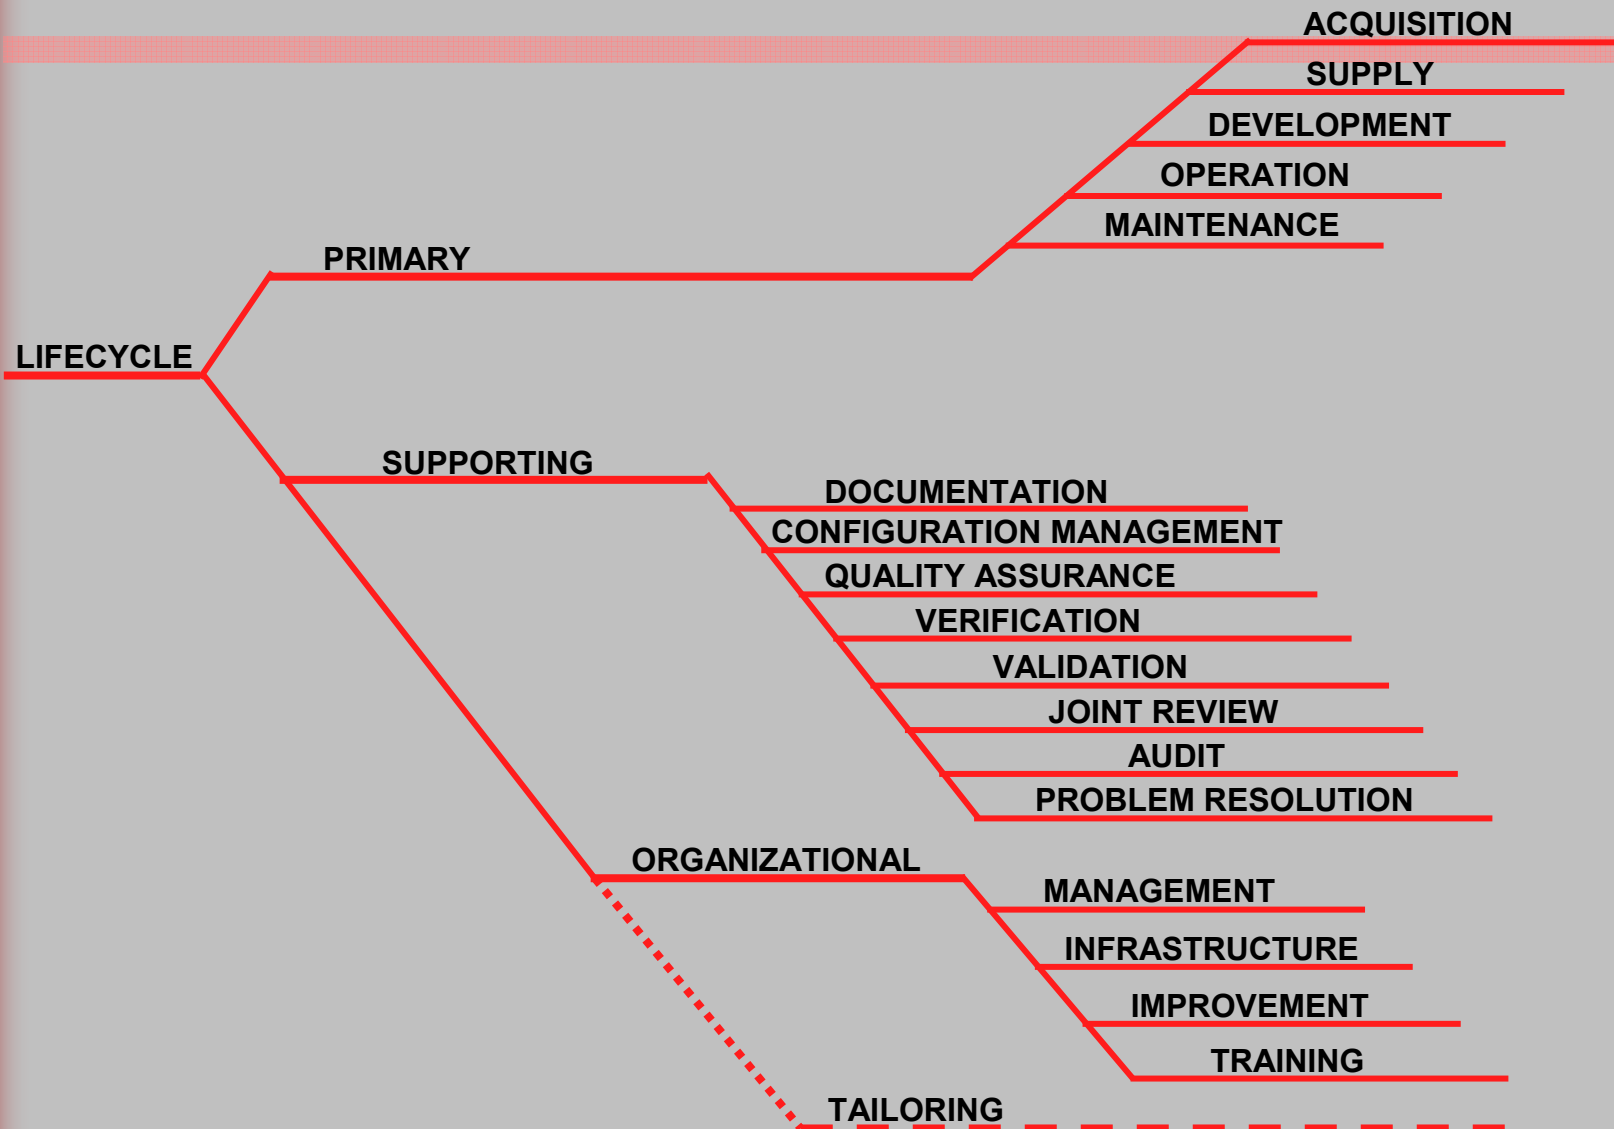 ACQUISITION
SUPPLY
DEVELOPMENT
OPERATION
MAINTENANCE
PRIMARY
LIFECYCLE
SUPPORTING
DOCUMENTATION
CONFIGURATION MANAGEMENT
QUALITY ASSURANCE
VERIFICATION
VALIDATION
JOINT REVIEW
AUDIT
PROBLEM RESOLUTION
ORGANIZATIONAL
MANAGEMENT
INFRASTRUCTURE
IMPROVEMENT
TRAINING
TAILORING